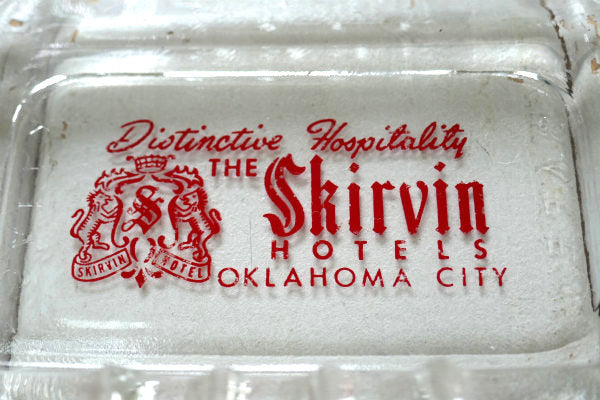 Distinctive Hospitality
THE Skirvin
HOTELS
OKLAHOMA CITY
S
SKIRVIN HOTEL